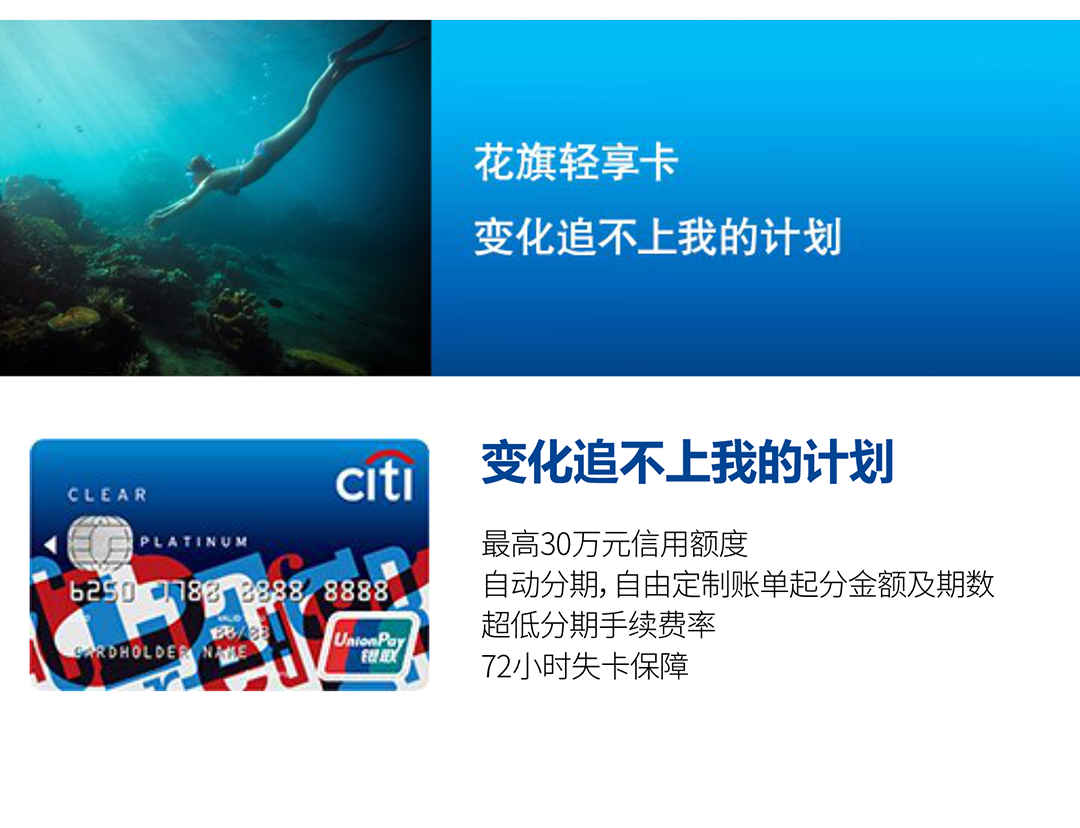 花旗轻享卡
变化追不上我的计划
变化追不上我的计划
最高30万元信用额度
自动分期，自由定制账单起分金额及期数
超低分期手续费率
72小时失卡保障
citi
CLEAR
PLATINUM
6250 7788 8888 8888
CARDHOLDER NAME
UnionPay
银联